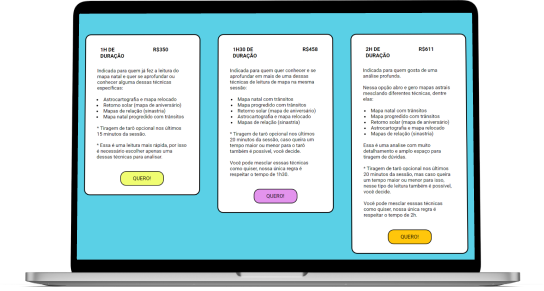 1H DE
DURAÇÃO
R$350
Indicada para quem já fez a leitura do
mapa natal e quer se aprofundar ou
conhecer alguma dessas técnicas
específicas:
• Astrocartografia e mapa relocado
• Retorno solar (mapa de aniversário)
• Mapas de relação (sinastria)
• Mapa natal progredido com trânsitos
* Tiragem de tarô opcional nos últimos
15 minutos da sessão.
* Essa é uma leitura mais rápida, por isso
é necessário escolher apenas uma
dessas técnicas para analisar.
QUERO!
1H30 DE
DURAÇÃO
R$458
Indicada para quem quer conhecer e se
aprofundar em mais de uma dessas
técnicas de leitura de mapa na mesma
sessão:
• Mapa natal com trânsitos
• Mapa progredido com trânsitos
• Retorno solar (mapa de aniversário)
• Astrocartografia e mapa relocado
• Mapas de relação (sinastria)
* Tiragem de tarô opcional nos últimos
20 minutos da sessão, caso queira um
tempo maior ou menor para o tarô
também é possível, você decide.
Você pode mesclar essas técnicas
como quiser, nossa única regra é
respeitar o tempo de 1h30.
QUERO!
2H DE
DURAÇÃO
R$611
Indicada para quem gosta de uma
análise profunda.
Nessa opção abro e giro mapas astrais
mesclando diferentes técnicas, dentre
elas:
• Mapa natal com trânsitos
• Mapa progredido com trânsitos
• Retorno solar (mapa de aniversário)
• Astrocartografia e mapa relocado
• Mapas de relação (sinastria)
Essa é uma análise com muito
detalhamento e amplo espaço para
tiragem de dúvidas.
* Tiragem de tarô opcional nos últimos
20 minutos da sessão, mas caso queira
um tempo maior ou menor para isso,
nesse tipo de leitura também é possível,
você decide.
Você pode mesclar essas técnicas
como quiser, nossa única regra é
respeitar o tempo de 2h.
QUERO!